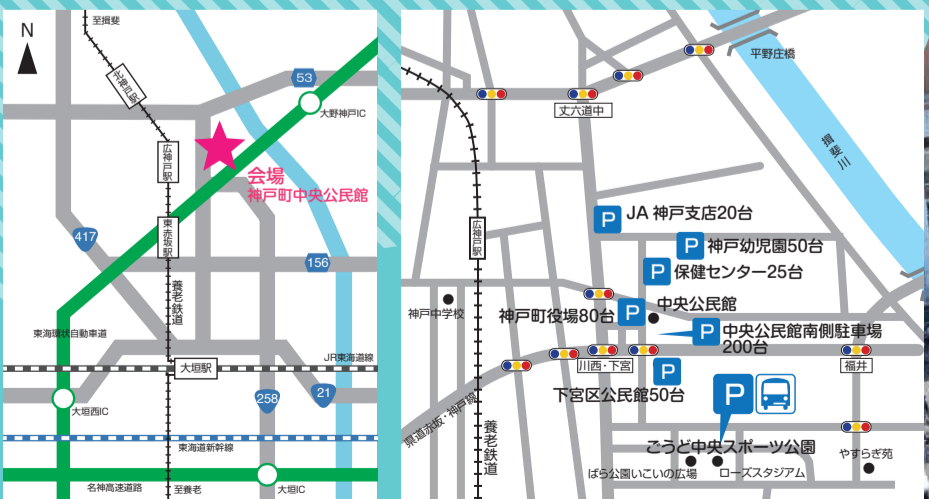 N
至揖斐
北神戸駅
53
大野神戸IC
広神戸駅
会場
神戸町中央公民館
東赤坂駅
417
156
養老鉄道
東海環状自動車道
JR東海道線
大垣駅
大垣西IC
258
21
東海道新幹線
名神高速道路
至養老
大垣IC
平野庄橋
丈六道中
揖斐川
P
JA 神戸支店20台
広神戸駅
P
神戸幼児園50台
P
保健センター25台
神戸中学校
神戸町役場80台
P
中央公民館
P
中央公民館南側駐車場
200台
川西・下宮
福井
P
下宮区公民館50台
P
県道赤坂・神戸線
養老鉄道
ごうど中央スポーツ公園
ばら公園いこいの広場
ローズスタジアム
やすらぎ苑